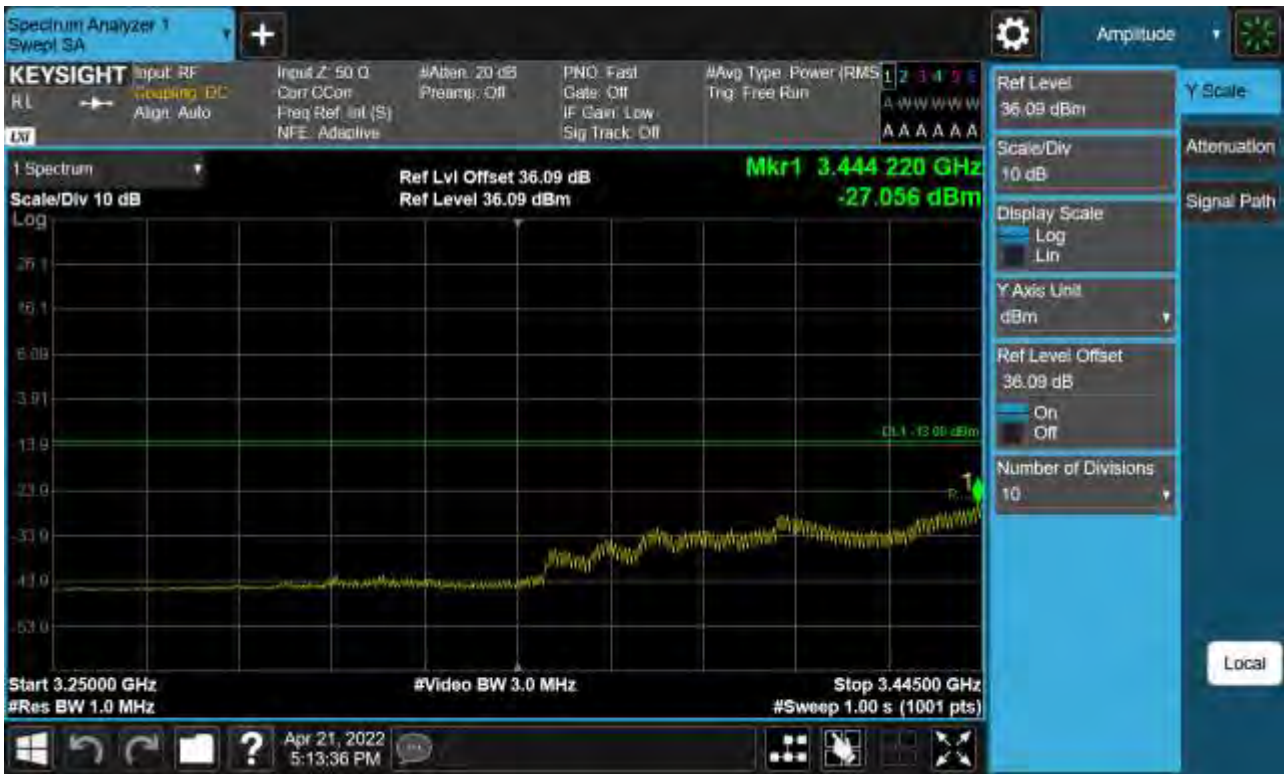 Spectrum Analyzer 1
Swept SA
Amplitude
KEYSIGHT
RL
Input: RF
Coupling: DC
Align: Auto
Input Z: 50 Ω
Corr CCorr
Freq Ref: Int (S)
NFE: Adaptive
#Atten: 20 dB
Preamp: Off
PNO: Fast
Gate: Off
IF Gain: Low
Sig Track: Off
#Avg Type: Power (RMS
Trig: Free Run
1 2 3 4 5 6
A W W W W W
A A A A A A
1 Spectrum
Scale/Div 10 dB
Ref Lvl Offset 36.09 dB
Ref Level 36.09 dBm
Mkr1 3.444 220 GHz
-27.056 dBm
Log
26.1
16.1
6.09
-3.91
-13.9
-23.9
-33.9
-43.9
-53.9
DL1 -13.00 dBm
1
Start 3.25000 GHz
#Res BW 1.0 MHz
#Video BW 3.0 MHz
Stop 3.44500 GHz
#Sweep 1.00 s (1001 pts)
Ref Level
36.09 dBm
Scale/Div
10 dB
Display Scale
Log
Lin
Y Axis Unit
dBm
Ref Level Offset
36.09 dB
On
Off
Number of Divisions
10
Y Scale
Attenuation
Signal Path
Local
?
Apr 21, 2022
5:13:36 PM